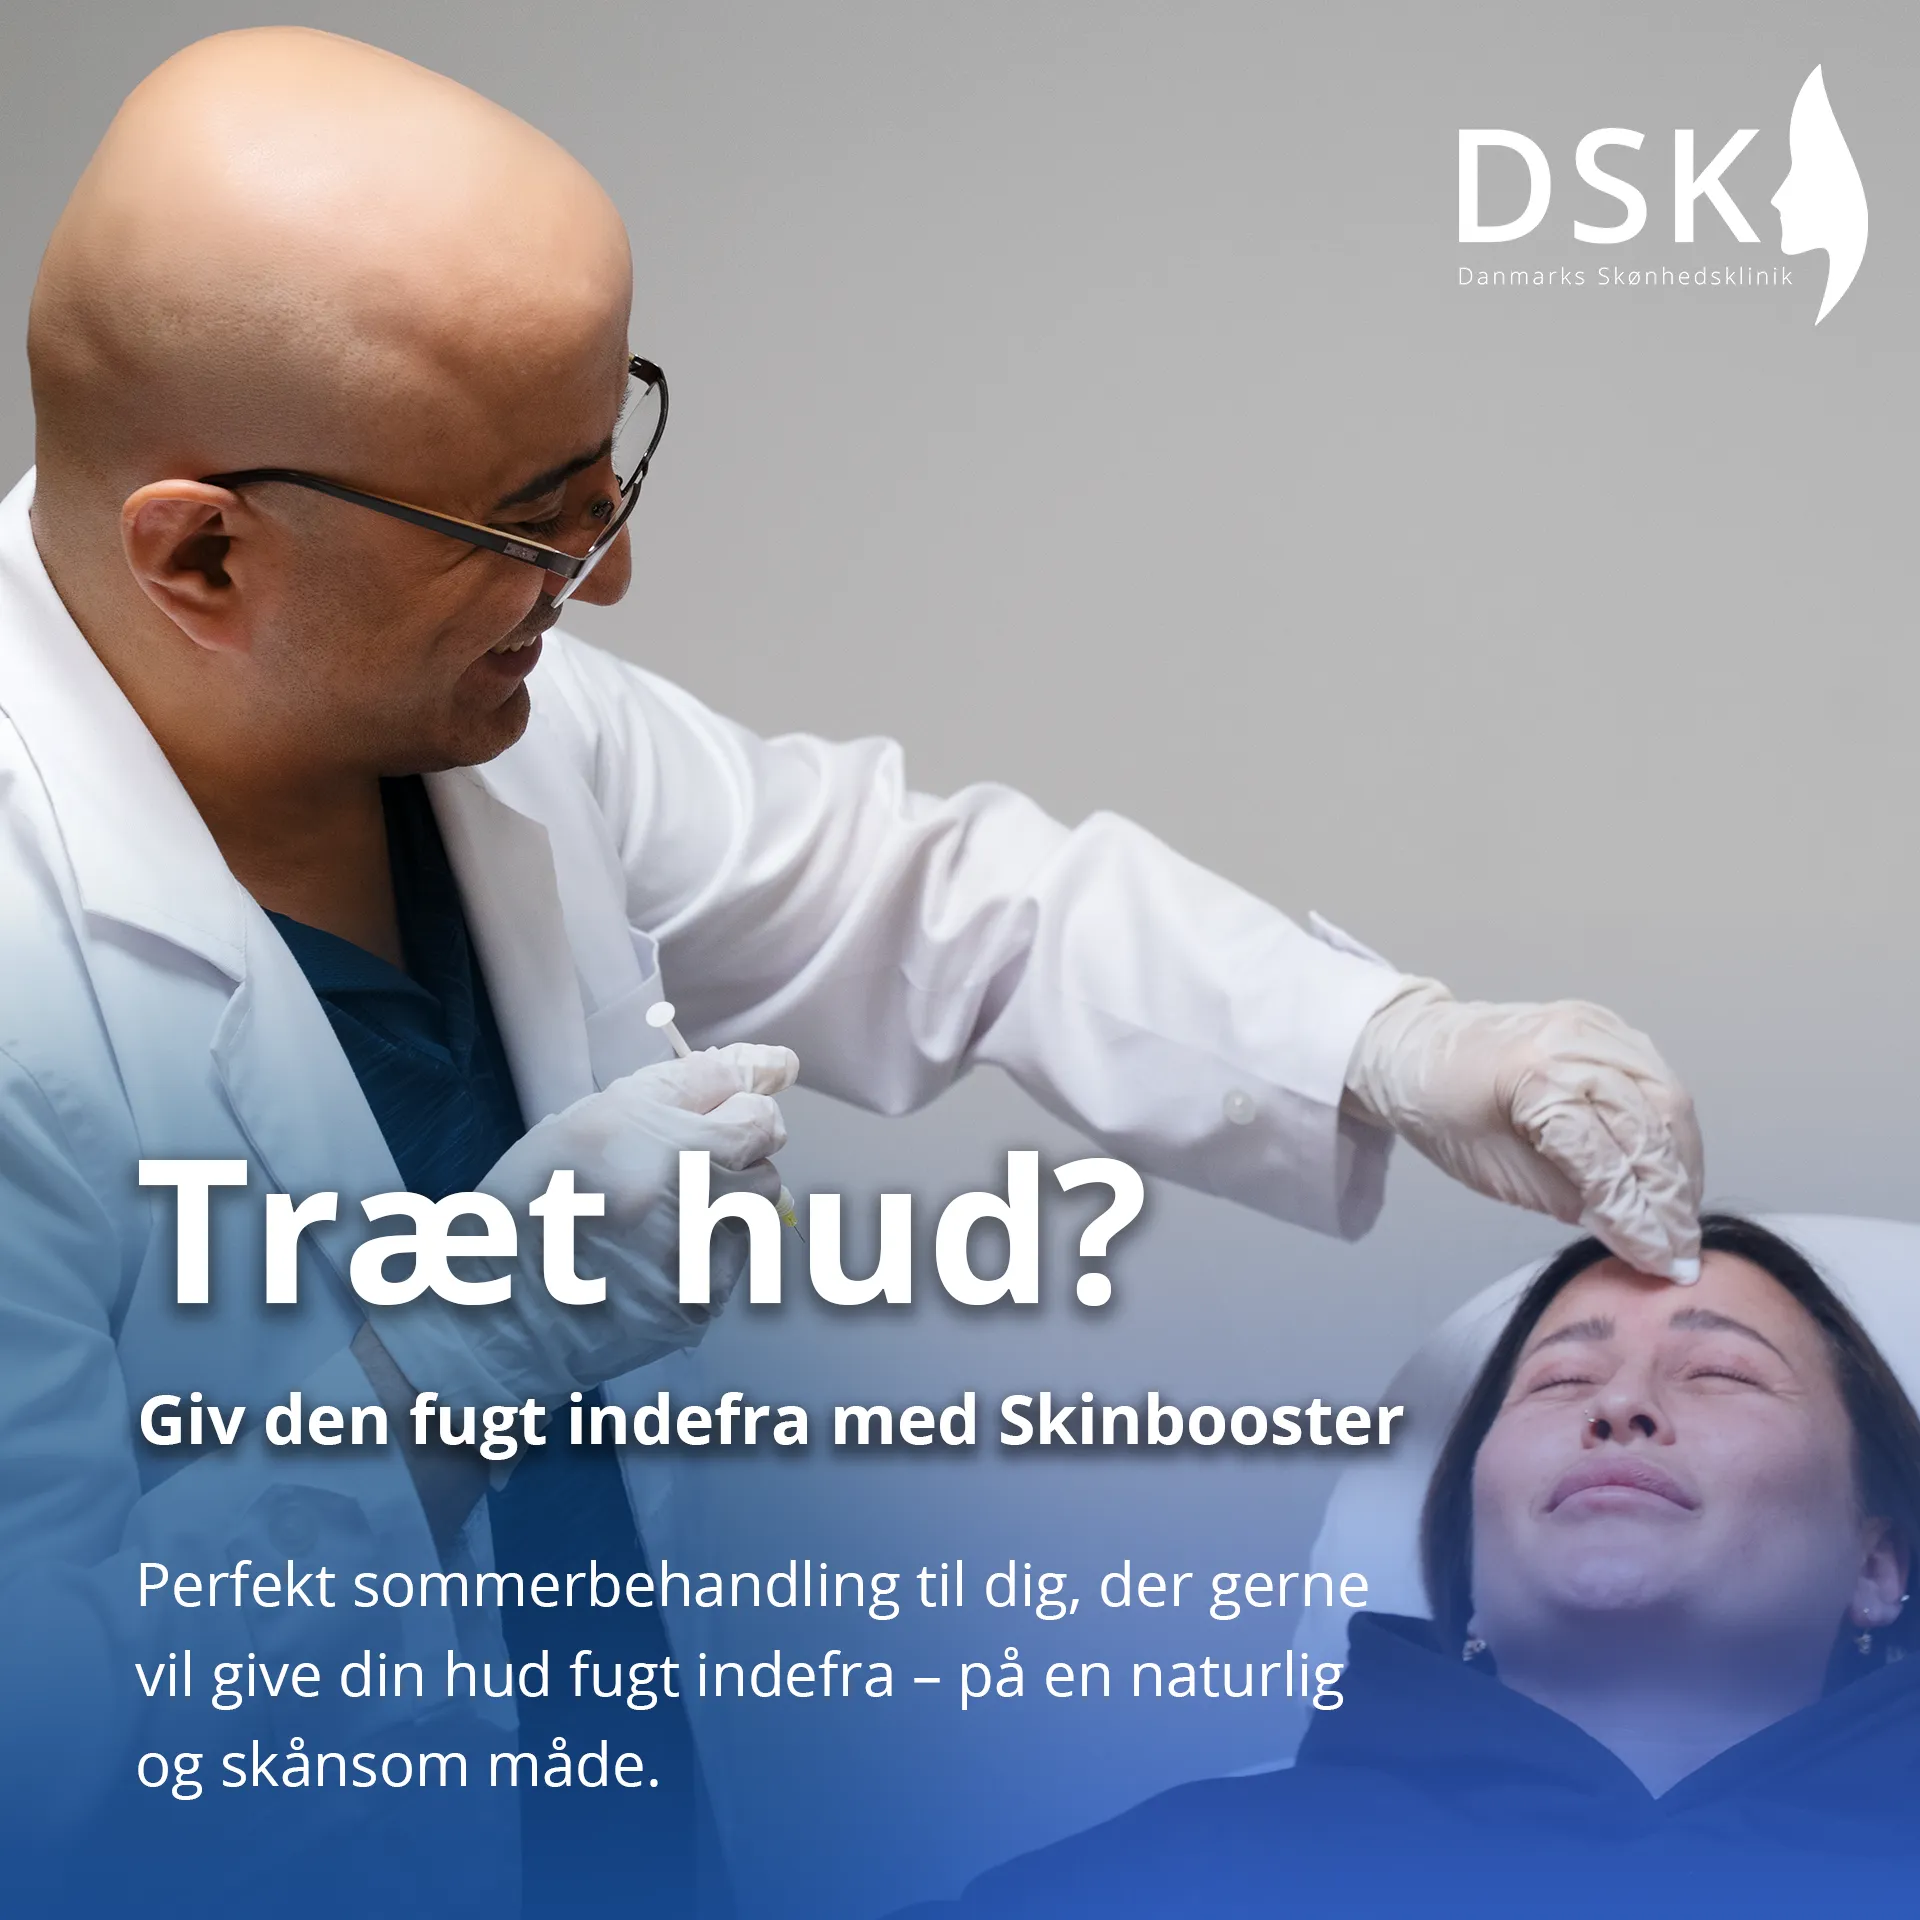 DSK
Danmarks Skønhedsklinik
Træt hud?
Giv den fugt indefra med Skinbooster
Perfekt sommerbehandling til dig, der gerne
vil give din hud fugt indefra – på en naturlig
og skånsom måde.